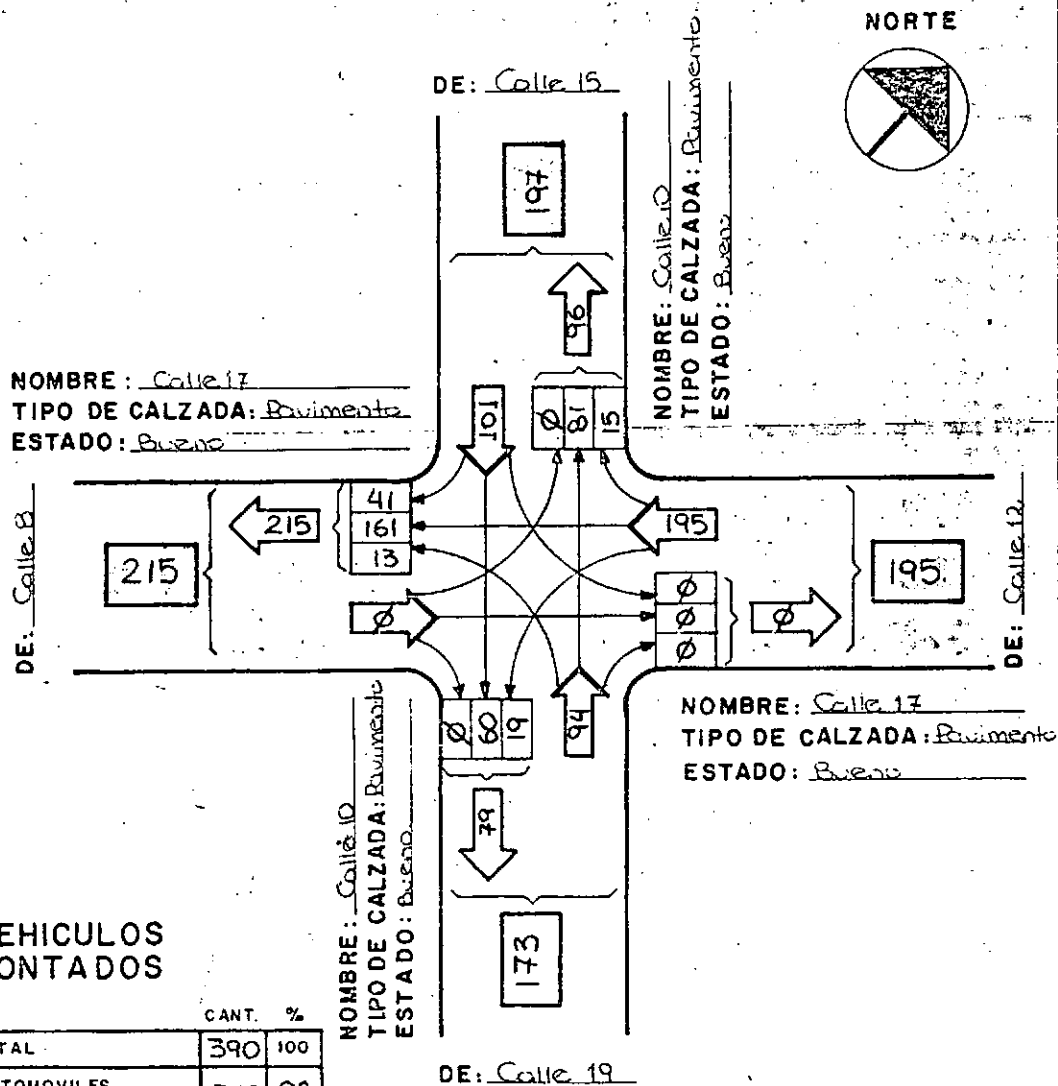 NORTE
DE: Calle 15
197
96
NOMBRE: Calle 10
TIPO DE CALZADA: Pavimento
ESTADO: Bueno
NOMBRE: Calle 17
TIPO DE CALZADA: Pavimento
ESTADO: Bueno
101
Ø 81 15
DE: Calle 8
215
215
41
161
13
195
195
DE: Calle 12
Ø
Ø
Ø
Ø
Ø
Ø 60 19
94
79
173
NOMBRE: Calle 17
TIPO DE CALZADA: Pavimento
ESTADO: Bueno
NOMBRE: Calle 10
TIPO DE CALZADA: Pavimento
ESTADO: Bueno
EHICULOS
ONTADOS
CANT. %
TAL 390 100
DE: Calle 19